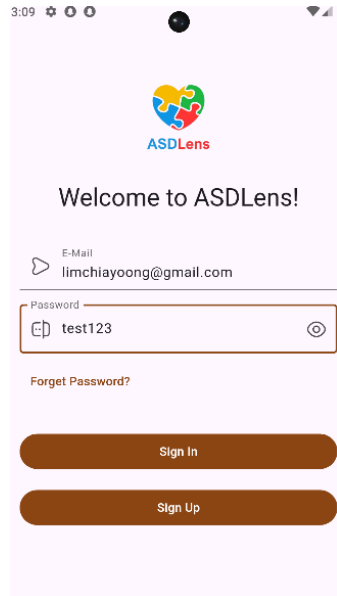 3:09
ASDLens
Welcome to ASDLens!
E-Mail
limchiayoong@gmail.com
Password
test123
Forget Password?
Sign In
Sign Up